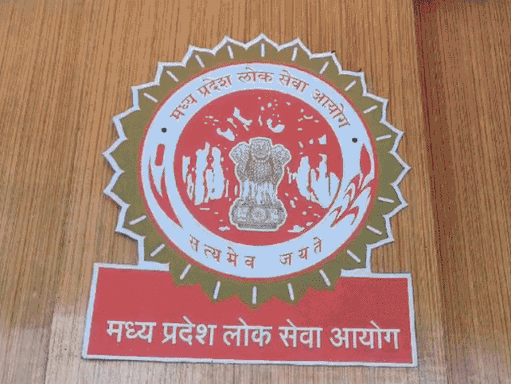 मध्य प्रदेश लोक सेवा आयोग
सत्यमेव जयते
मध्य प्रदेश लोक सेवा आयोग